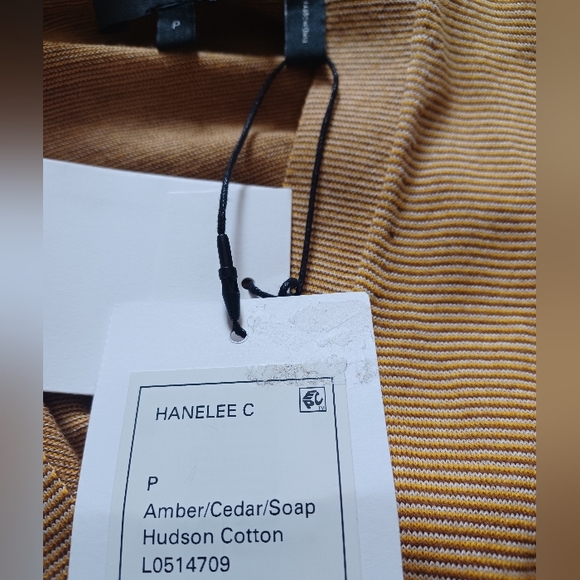 P
HANELEE C
P
Amber/Cedar/Soap
Hudson Cotton
L0514709